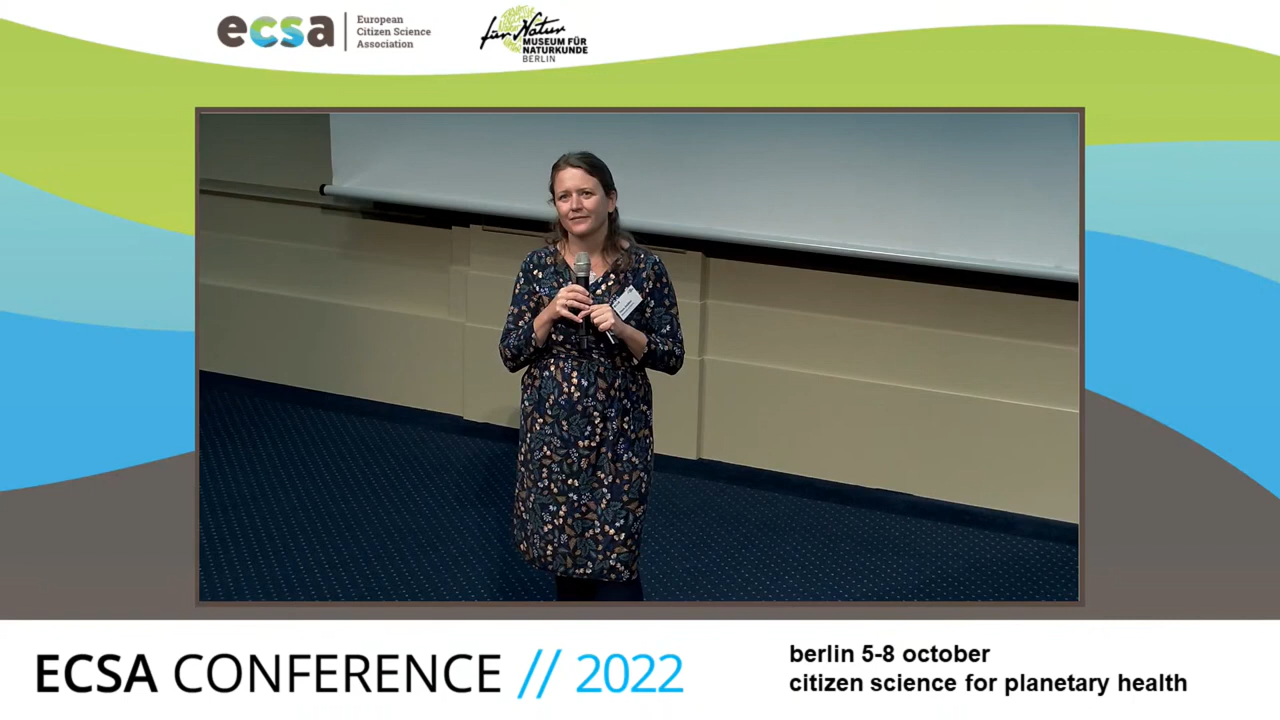 ecsa
European
Citizen Science
Association
für Natur
MUSEUM FÜR
NATURKUNDE
BERLIN
ECSA CONFERENCE // 2022
berlin 5-8 october
citizen science for planetary health